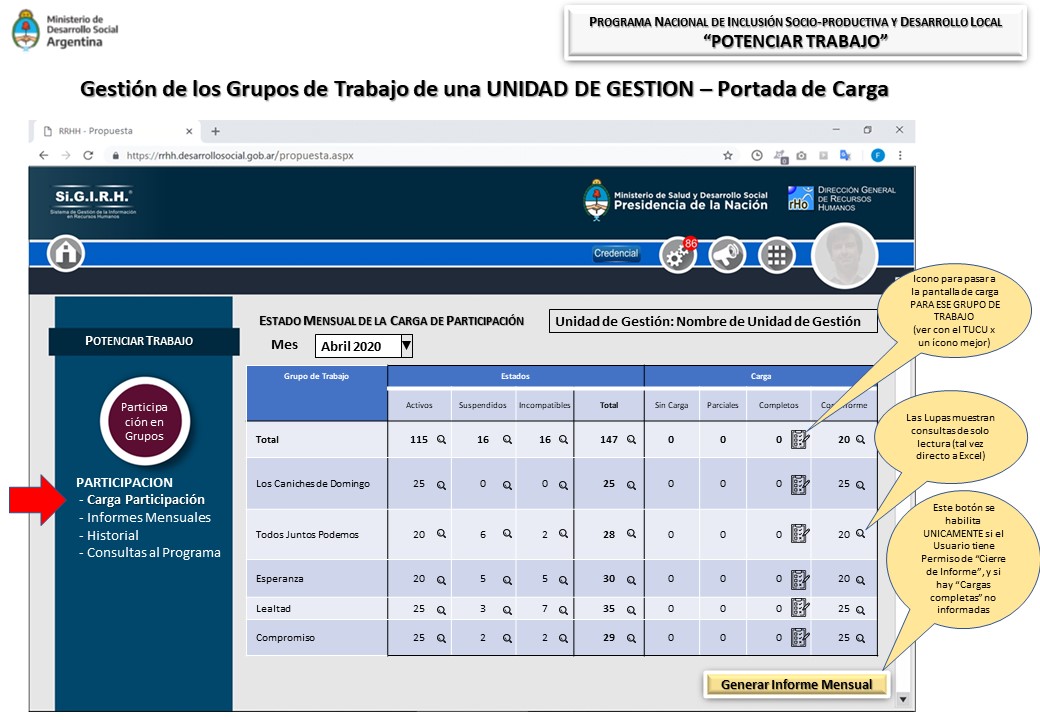 Ministerio de
Desarrollo Social
Argentina
PROGRAMA NACIONAL DE INCLUSIÓN SOCIO-PRODUCTIVA Y DESARROLLO LOCAL
“POTENCIAR TRABAJO”
Gestión de los Grupos de Trabajo de una UNIDAD DE GESTION – Portada de Carga
RRHH - Propuesta
https://rrhh.desarrollosocial.gob.ar/propuesta.aspx
F
Si.G.I.R.H.
Sistema de Gestión de la Información
en Recursos Humanos
Ministerio de Salud y Desarrollo Social
Presidencia de la Nación
rHo
DIRECCIÓN GENERAL
DE RECURSOS
HUMANOS
Credencial
86
Icono para pasar a
la pantalla de carga
PARA ESE GRUPO DE
TRABAJO
(ver con el TUCU x
un ícono mejor)
POTENCIAR TRABAJO
Participa
ción en
Grupos
PARTICIPACION
- Carga Participación
- Informes Mensuales
- Historial
- Consultas al Programa
ESTADO MENSUAL DE LA CARGA DE PARTICIPACIÓN
Unidad de Gestión: Nombre de Unidad de Gestión
Mes Abril 2020
Grupo de Trabajo Estados Carga
Activos Suspendidos Incompatibles Total Sin Carga Parciales Completos
Total 115 16 16 147 0 0 0 20
Los Caniches de Domingo 25 0 0 25 0 0 0 25
Todos Juntos Podemos 20 6 2 28 0 0 0 20
Esperanza 20 5 5 30 0 0 0 20
Lealtad 25 3 7 35 0 0 0 25
Compromiso 25 2 2 29 0 0 0 25
Las Lupas muestran
consultas de solo
lectura (tal vez
directo a Excel)
Este botón se
habilita
UNICAMENTE si el
Usuario tiene
Permiso de “Cierre
de Informe”, y si
hay “Cargas
completas” no
informadas
Generar Informe Mensual